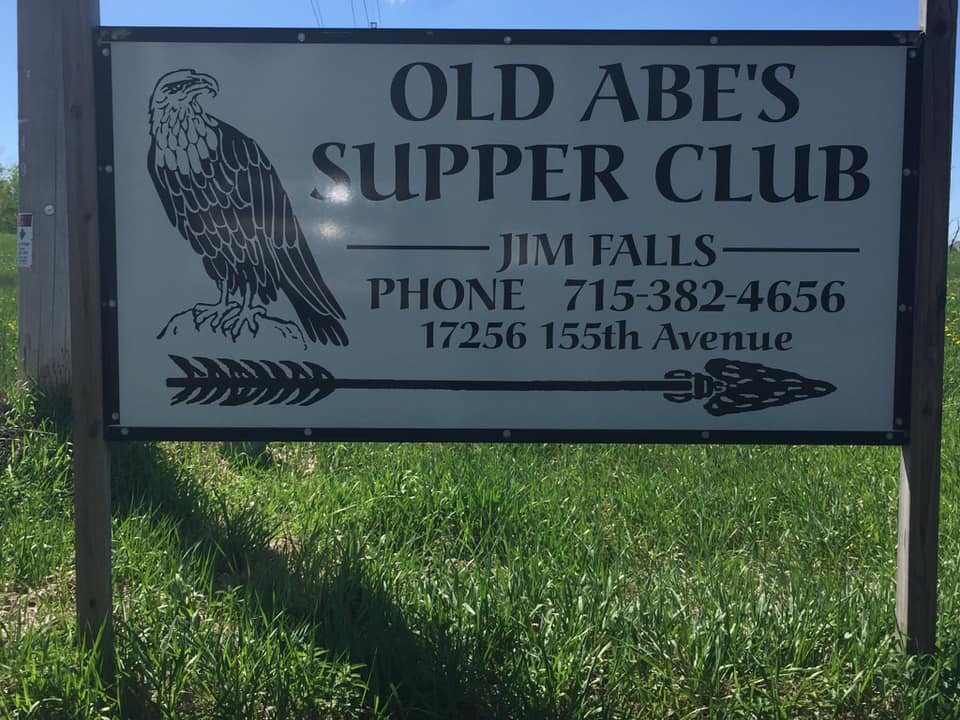 OLD ABE'S
SUPPER CLUB
JIM FALLS
PHONE 715-382-4656
17256 155th Avenue